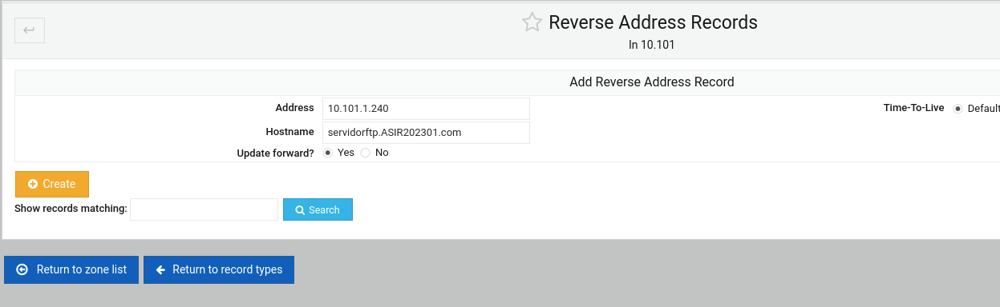 Reverse Address Records
In 10.101
Add Reverse Address Record
Address 10.101.1.240 Time-To-Live Default
Hostname servidorftp.ASIR202301.com
Update forward? Yes No
Create
Show records matching: Search
Return to zone list Return to record types